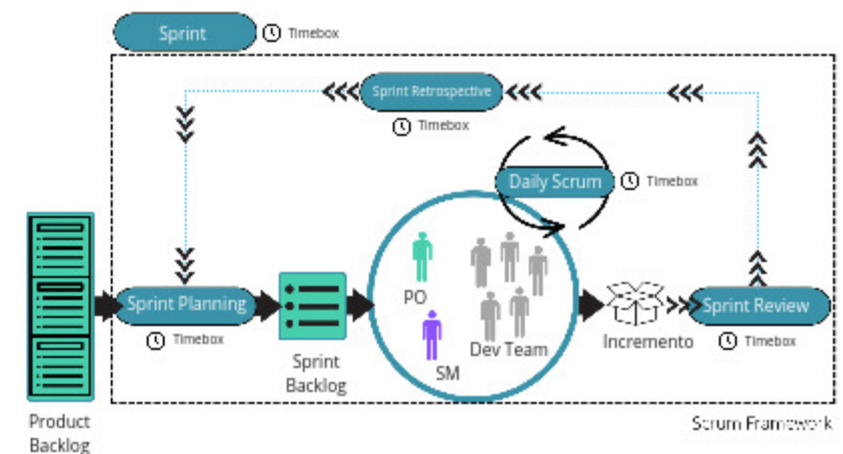 Sprint
Timebox
Sprint Retrospective
Timebox
Daily Scrum
Timebox
PO
Sprint Planning
Timebox
Sprint
Backlog
SM
Dev Team
Incremento
Sprint Review
Timebox
Product
Backlog
Scrum Framework